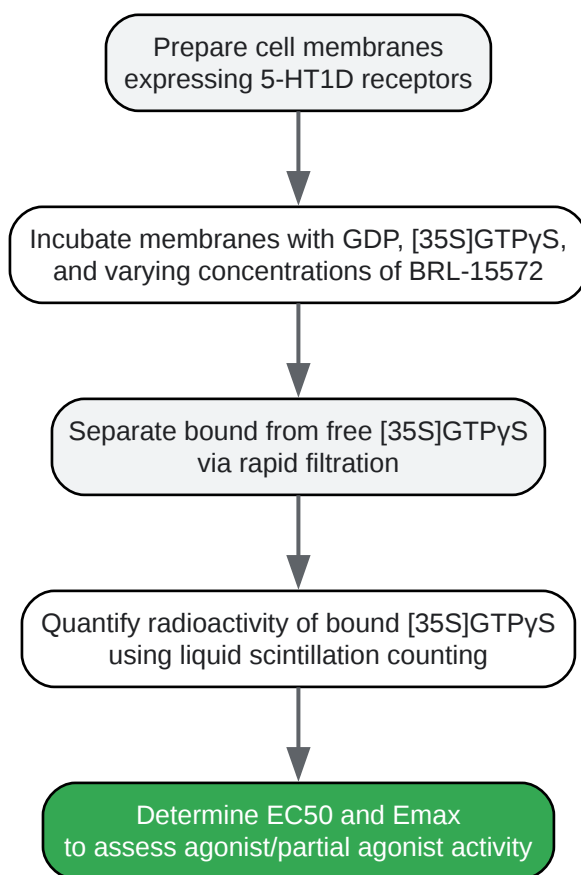 Prepare cell membranes
expressing 5-HT1D receptors
Incubate membranes with GDP, [35S]GTPγS,
and varying concentrations of BRL-15572
Separate bound from free [35S]GTPγS
via rapid filtration
Quantify radioactivity of bound [35S]GTPγS
using liquid scintillation counting
Determine EC50 and Emax
to assess agonist/partial agonist activity